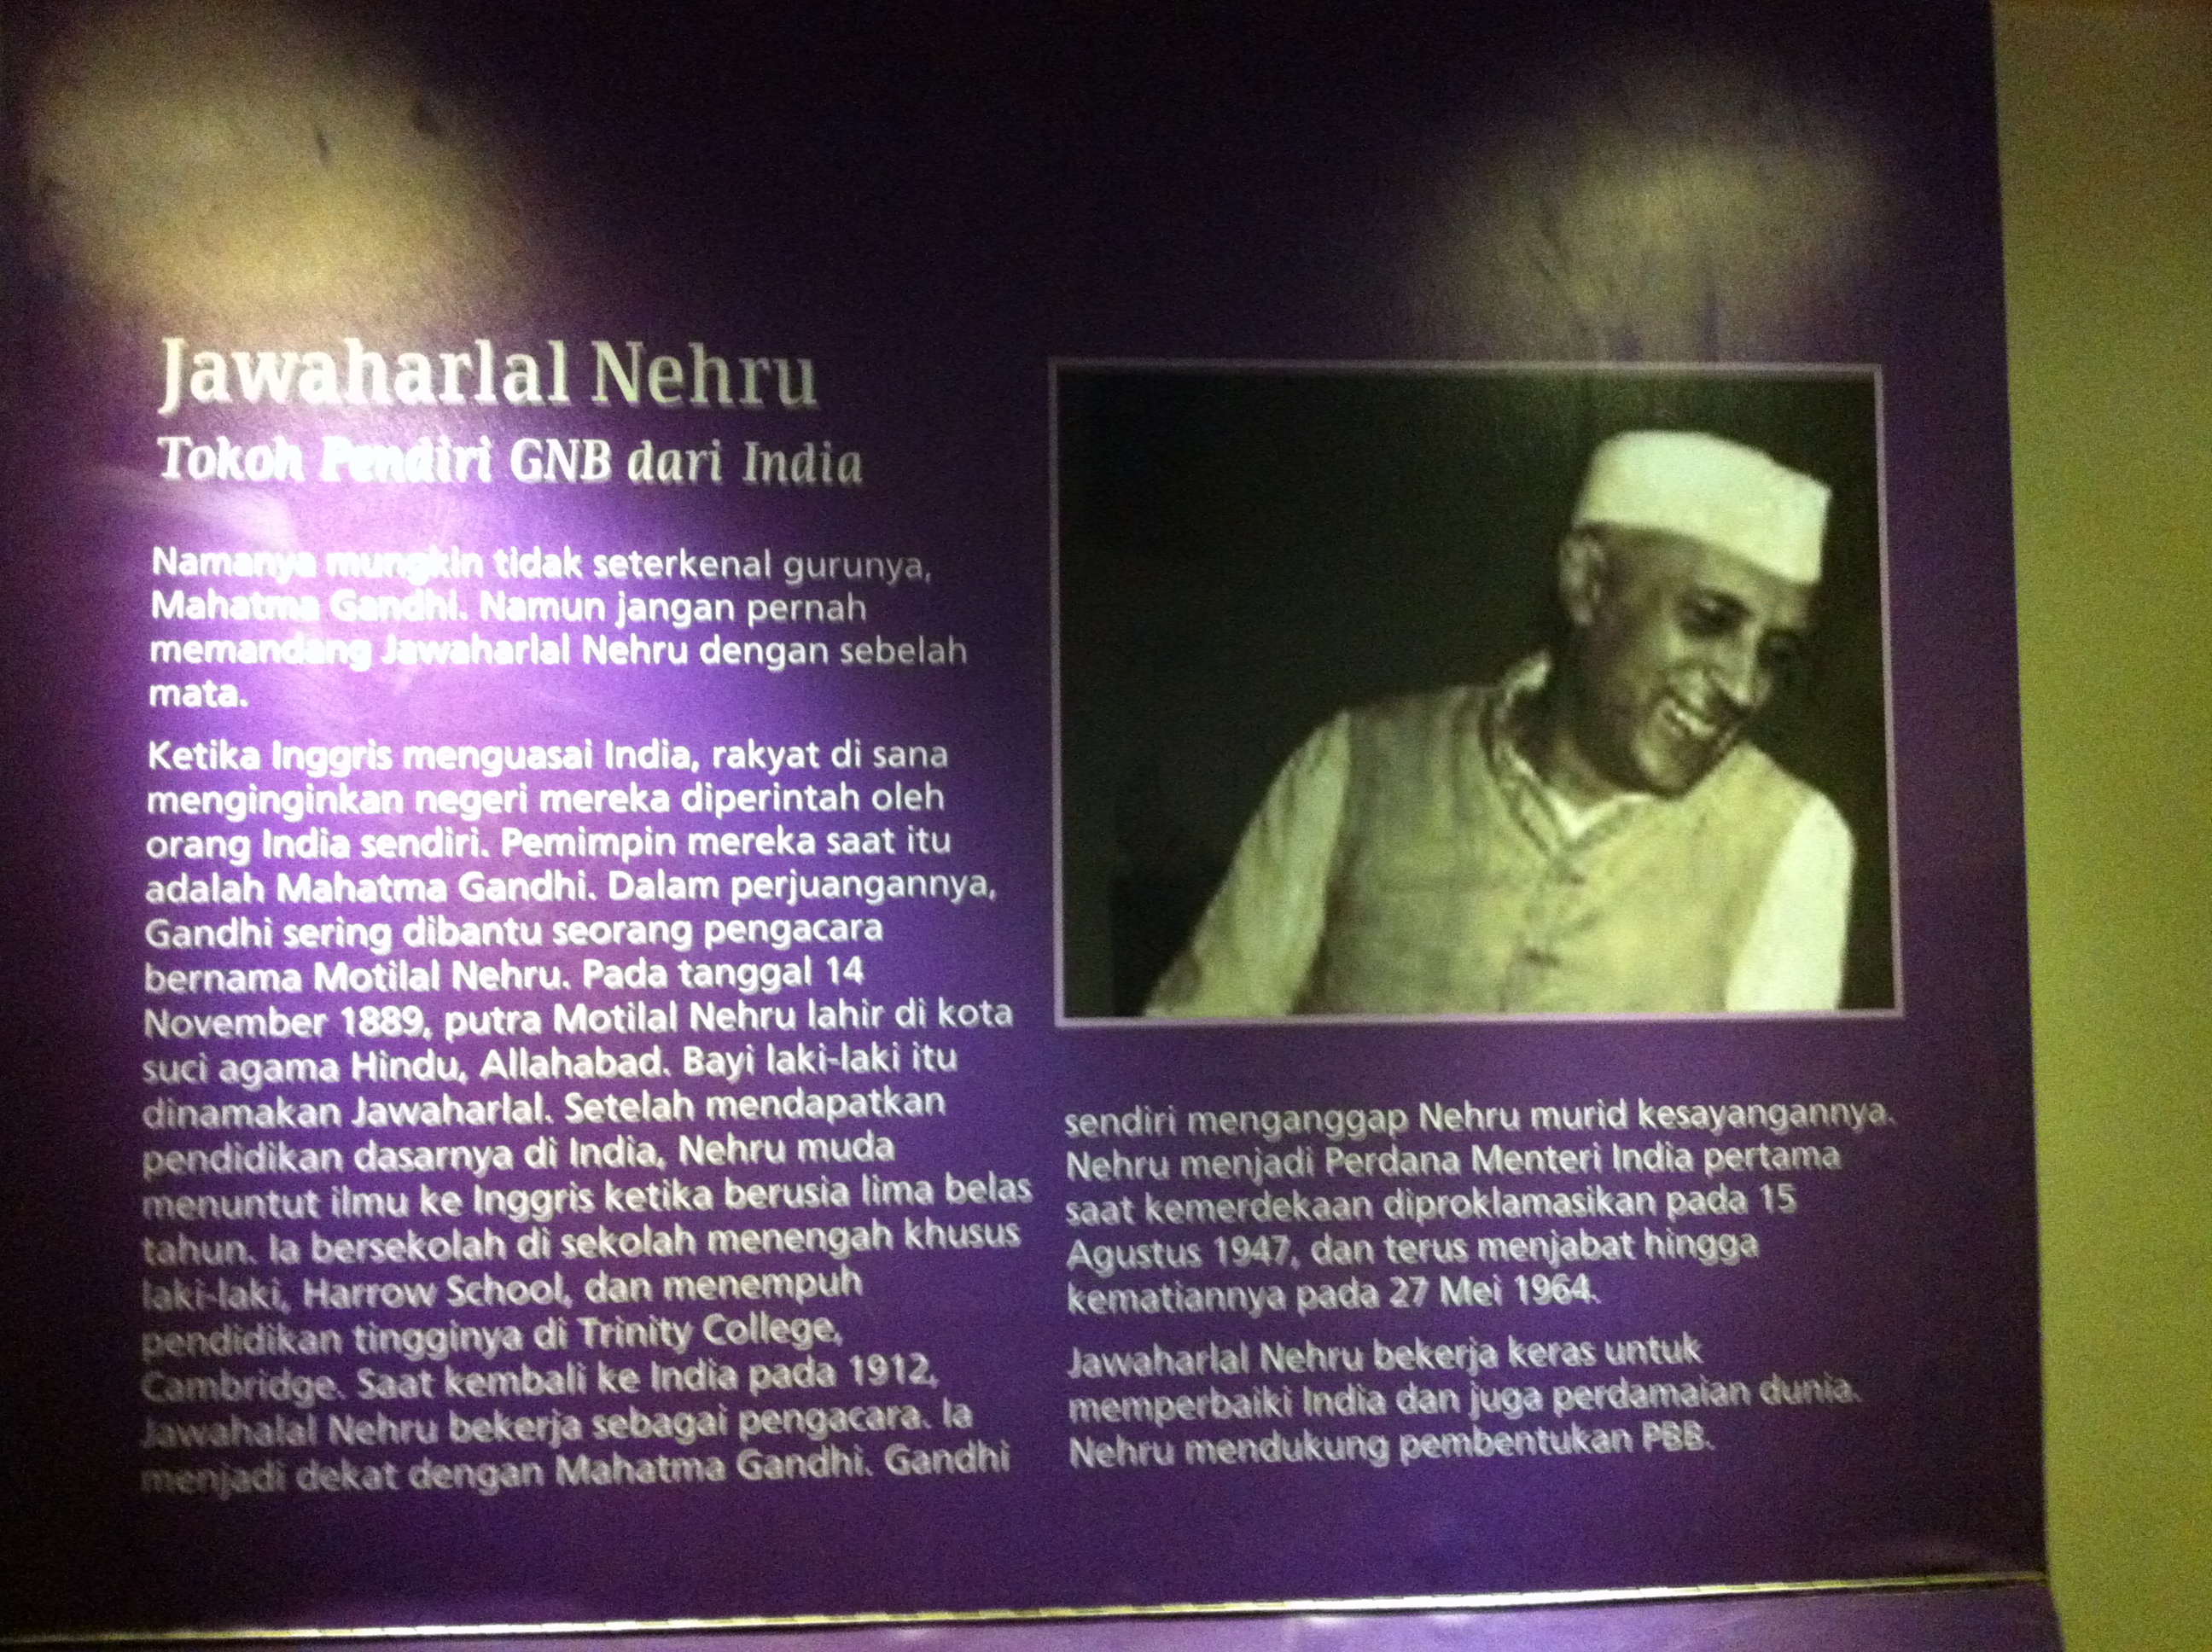 Jawaharlal Nehru
Tokoh Pendiri GNB dari India
Namanya mungkin tidak seterkenal gurunya,
Mahatma Gandhi. Namun jangan pernah
memandang Jawaharlal Nehru dengan sebelah
mata.
Ketika Inggris menguasai India, rakyat di sana
menginginkan negeri mereka diperintah oleh
orang India sendiri. Pemimpin mereka saat itu
adalah Mahatma Gandhi. Dalam perjuangannya,
Gandhi sering dibantu seorang pengacara
bernama Motilal Nehru. Pada tanggal 14
November 1889, putra Motilal Nehru lahir di kota
suci agama Hindu, Allahabad. Bayi laki-laki itu
dinamakan Jawaharlal. Setelah mendapatkan
pendidikan dasarnya di India, Nehru muda
menuntut ilmu ke Inggris ketika berusia lima belas
tahun. Ia bersekolah di sekolah menengah khusus
laki-laki, Harrow School, dan menempuh
pendidikan tingginya di Trinity College,
Cambridge. Saat kembali ke India pada 1912,
Jawahalal Nehru bekerja sebagai pengacara. Ia
menjadi dekat dengan Mahatma Gandhi. Gandhi
sendiri menganggap Nehru murid kesayangannya.
Nehru menjadi Perdana Menteri India pertama
saat kemerdekaan diproklamasikan pada 15
Agustus 1947, dan terus menjabat hingga
kematiannya pada 27 Mei 1964.
Jawaharlal Nehru bekerja keras untuk
memperbaiki India dan juga perdamaian dunia.
Nehru mendukung pembentukan PBB.